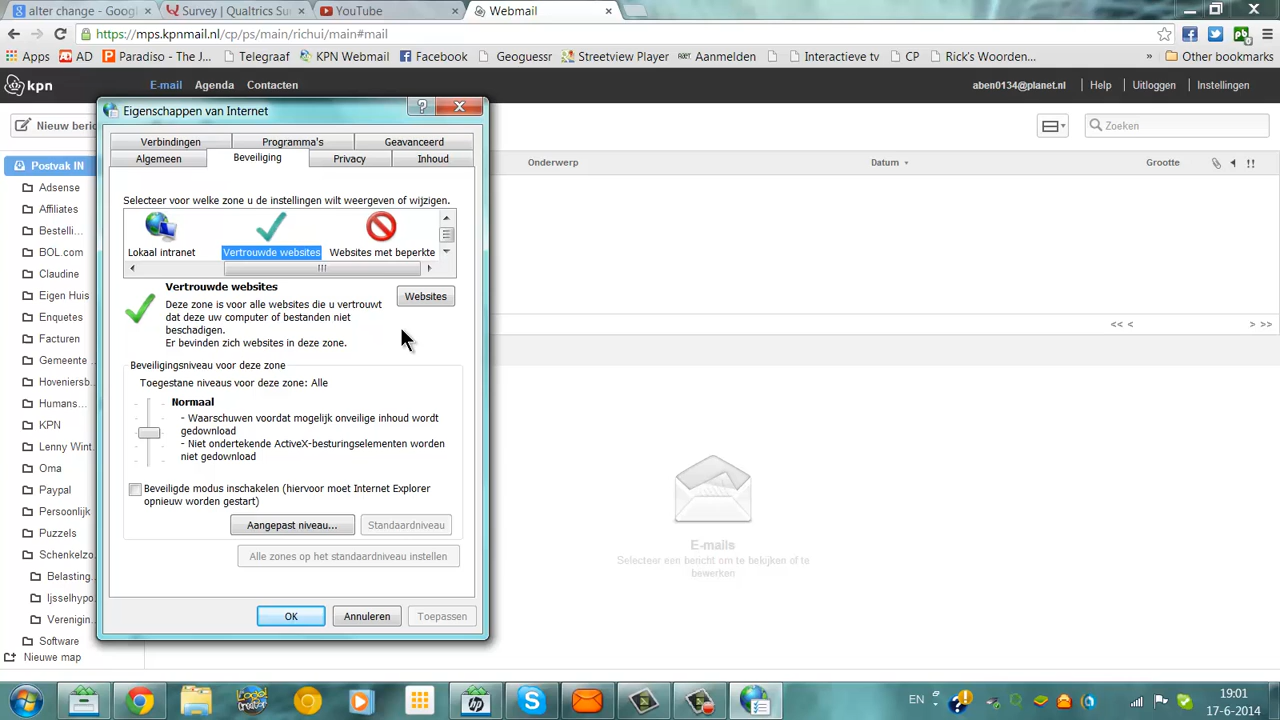 alter change - Googl
Survey | Qualtrics Surve
YouTube
Webmail
https://mps.kpnmail.nl/cp/ps/main/richui/main#mail
Apps
AD
Paradiso - The J...
Telegraaf
KPN Webmail
Geoguessr
Streetview Player
Aanmelden
Interactieve tv
CP
Rick's Woorden...
»
Other bookmarks
kpn
E-mail
Agenda
Contacten
aben0134@planet.nl
Help
Uitloggen
Instellingen
Nieuw beric
Zoeken
Postvak IN
Adsense
Affiliates
Bestelli...
BOL.com
Claudine
Eigen Huis
Enquetes
Facturen
Gemeente ...
Hoveniersb...
Humans...
KPN
Lenny Wint...
Oma
Paypal
Persoonlijk
Puzzels
Schenkelzo...
Belasting...
Ijsselhypo...
Verenigin...
Software
Nieuwe map
Onderwerp
Datum
Grootte
!!
<< <
> >>
E-mails
Selecteer een bericht om te bekijken of te
bewerken
Eigenschappen van Internet
?
Verbindingen
Programma's
Geavanceerd
Algemeen
Beveiliging
Privacy
Inhoud
Selecteer voor welke zone u de instellingen wilt weergeven of wijzigen.
Lokaal intranet
Vertrouwde websites
Websites met beperkte
Vertrouwde websites
Websites
Deze zone is voor alle websites die u vertrouwt
dat deze uw computer of bestanden niet
beschadigen.
Er bevinden zich websites in deze zone.
Beveiligingsniveau voor deze zone
Toegestane niveaus voor deze zone: Alle
Normaal
- Waarschuwen voordat mogelijk onveilige inhoud wordt
gedownload
- Niet ondertekende ActiveX-besturingselementen worden
niet gedownload
Beveiligde modus inschakelen (hiervoor moet Internet Explorer
opnieuw worden gestart)
Aangepast niveau...
Standaardniveau
Alle zones op het standaardniveau instellen
OK
Annuleren
Toepassen
EN
19:01
17-6-2014